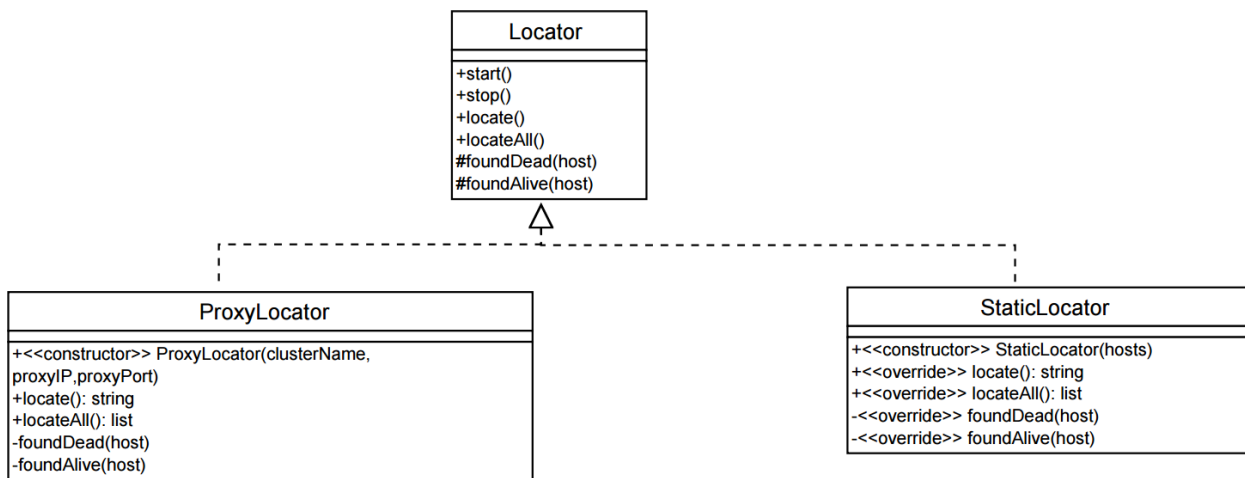 Locator
+start()
+stop()
+locate()
+locateAll()
#foundDead(host)
#foundAlive(host)
ProxyLocator
+<<constructor>> ProxyLocator(clusterName,
proxyIP,proxyPort)
+locate(): string
+locateAll(): list
-foundDead(host)
-foundAlive(host)
StaticLocator
+<<constructor>> StaticLocator(hosts)
+<<override>> locate(): string
+<<override>> locateAll(): list
-<<override>> foundDead(host)
-<<override>> foundAlive(host)